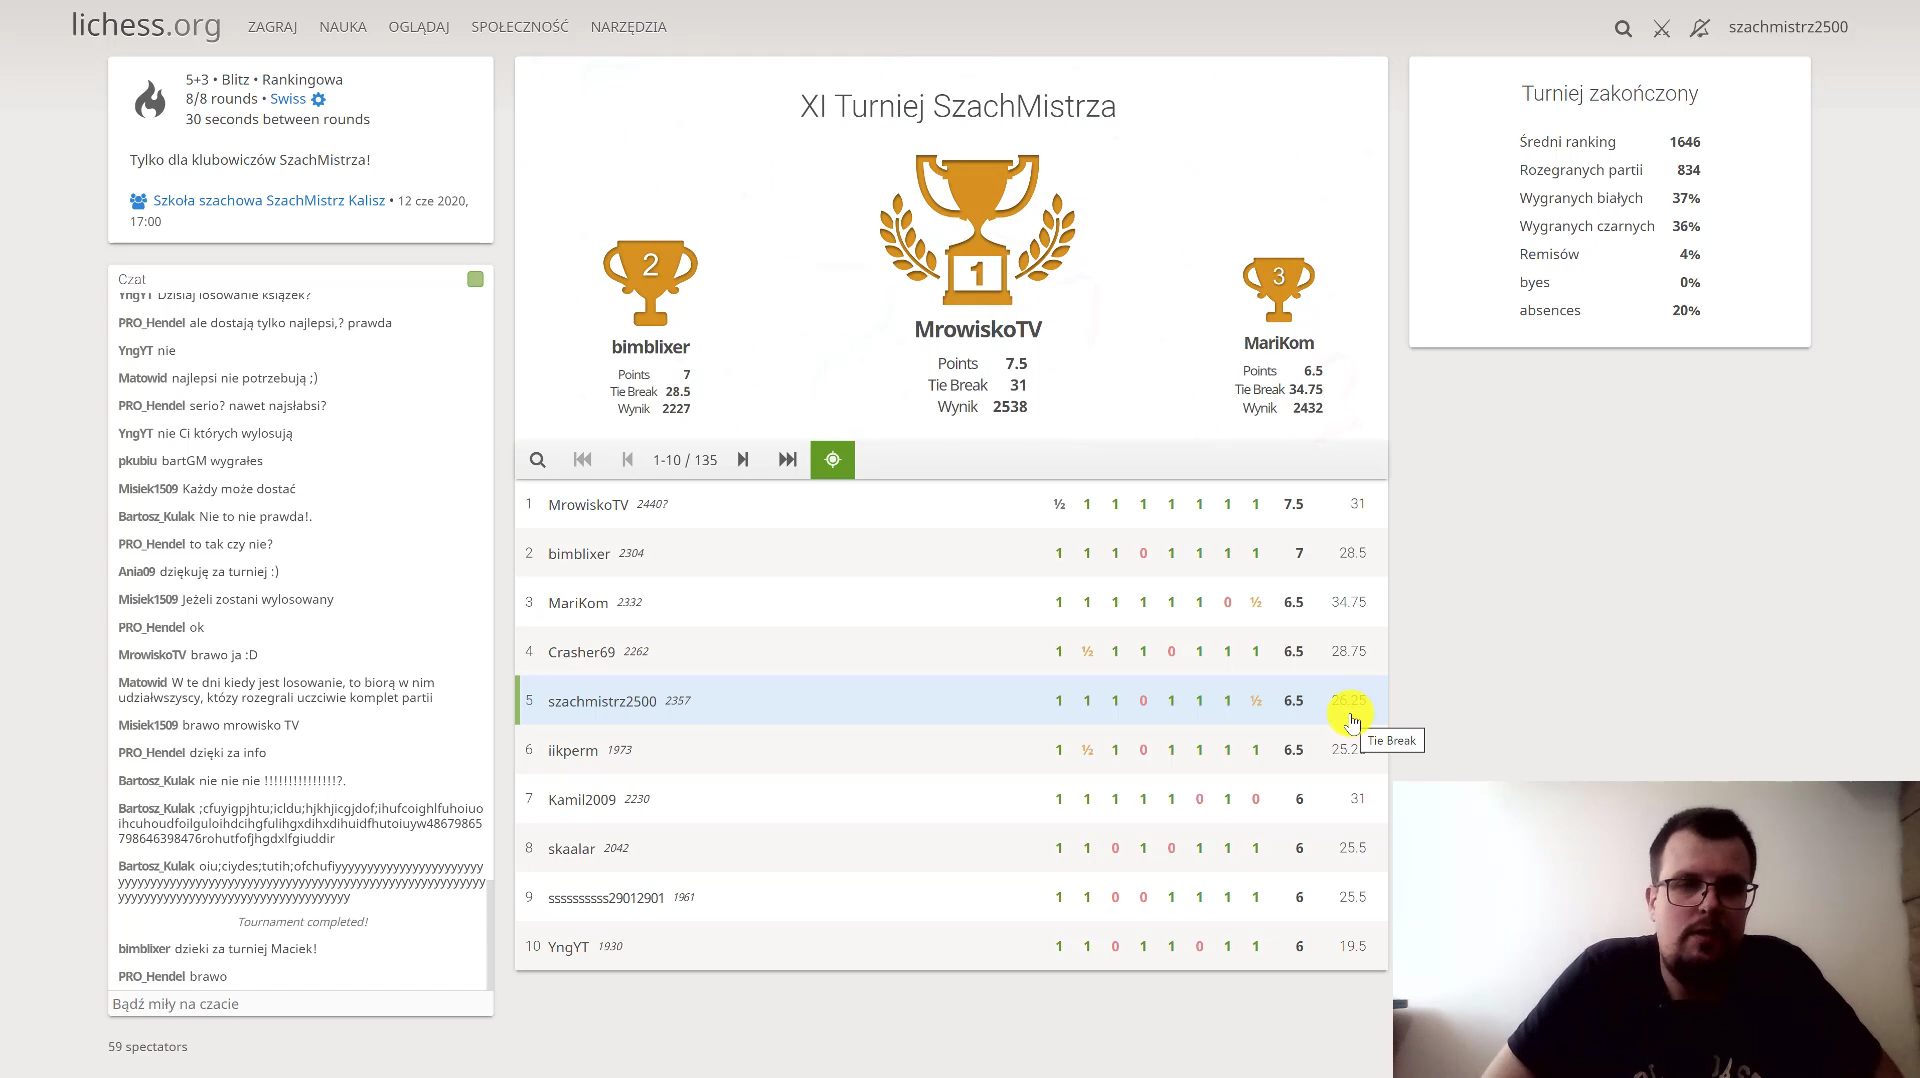 lichess.org ZAGRAJ NAUKA OGLĄDAJ SPOŁECZNOŚĆ NARZĘDZIA szachmistrz2500
5+3 • Blitz • Rankingowa
8/8 rounds • Swiss
30 seconds between rounds
Tylko dla klubowiczów SzachMistrza!
Szkoła szachowa SzachMistrz Kalisz • 12 cze 2020,
17:00
Czat
YngYT Dzisiaj losowanie książek?
PRO_Hendel ale dostają tylko najlepsi,? prawda
YngYT nie
Matowid najlepsi nie potrzebują ;)
PRO_Hendel serio? nawet najsłabsi?
YngYT nie Ci których wylosują
pkubiu bartGM wygrałes
Misiek1509 Każdy może dostać
Bartosz_Kulak Nie to nie prawda!.
PRO_Hendel to tak czy nie?
Ania09 dziękuję za turniej :)
Misiek1509 Jeżeli zostani wylosowany
PRO_Hendel ok
MrowiskoTV brawo ja :D
Matowid W te dni kiedy jest losowanie, to biorą w nim
udziałwszyscy, któzy rozegrali uczciwie komplet partii
Misiek1509 brawo mrowisko TV
PRO_Hendel dzięki za info
Bartosz_Kulak nie nie nie !!!!!!!!!!!!!!!!?.
Tournament completed!
bimblixer dzieki za turniej Maciek!
PRO_Hendel brawo
Bądź miły na czacie
59 spectators
XI Turniej SzachMistrza
2
bimblixer
Points 7
Tie Break 28.5
Wynik 2227
1
MrowiskoTV
Points 7.5
Tie Break 31
Wynik 2538
3
MariKom
Points 6.5
Tie Break 34.75
Wynik 2432
1-10 / 135
1 MrowiskoTV 2440? ½ 1 1 1 1 1 1 1 7.5 31
2 bimblixer 2304 1 1 1 0 1 1 1 1 7 28.5
3 MariKom 2332 1 1 1 1 1 1 0 ½ 6.5 34.75
4 Crasher69 2262 1 ½ 1 1 0 1 1 1 6.5 28.75
5 szachmistrz2500 2357 1 1 1 0 1 1 1 ½ 6.5 26.25
6 iikperm 1973 1 ½ 1 0 1 1 1 1 6.5
7 Kamil2009 2230 1 1 1 1 1 0 1 0 6 31
8 skaalar 2042 1 1 0 1 0 1 1 1 6 25.5
9 ssssssssss29012901 1961 1 1 0 0 1 1 1 1 6 25.5
10 YngYT 1930 1 1 0 1 1 0 1 1 6 19.5
Tie Break
Turniej zakończony
Średni ranking 1646
Rozegranych partii 834
Wygranych białych 37%
Wygranych czarnych 36%
Remisów 4%
byes 0%
absences 20%